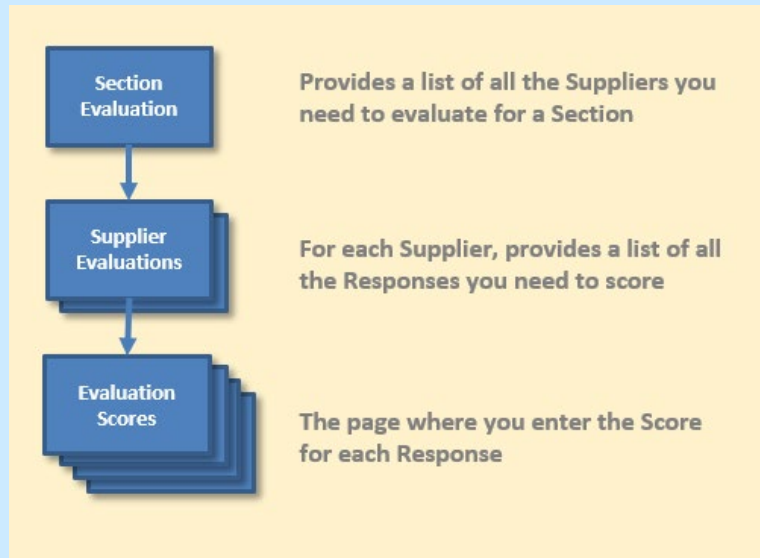 Section
Evaluation
Provides a list of all the Suppliers you
need to evaluate for a Section
Supplier
Evaluations
For each Supplier, provides a list of all
the Responses you need to score
Evaluation
Scores
The page where you enter the Score
for each Response